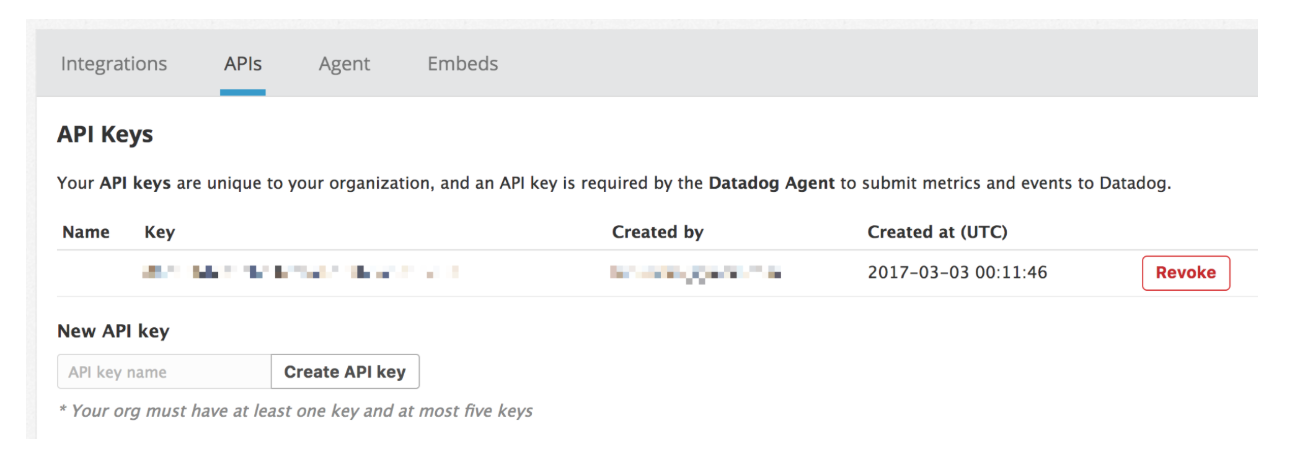 Integrations APIs Agent Embeds
API Keys
Your API keys are unique to your organization, and an API key is required by the Datadog Agent to submit metrics and events to Datadog.
Name Key Created by Created at (UTC)
2017-03-03 00:11:46 Revoke
New API key
API key name Create API key
* Your org must have at least one key and at most five keys